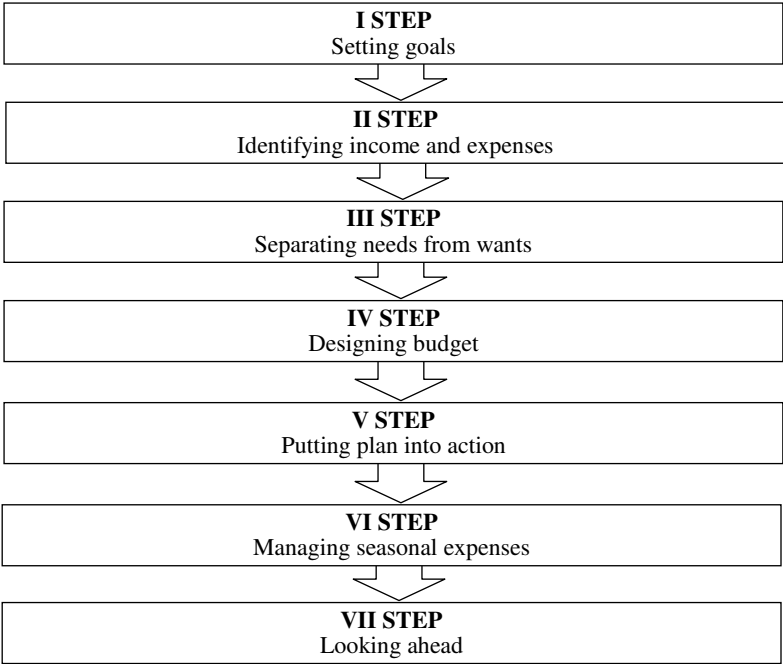 I STEP
Setting goals
II STEP
Identifying income and expenses
III STEP
Separating needs from wants
IV STEP
Designing budget
V STEP
Putting plan into action
VI STEP
Managing seasonal expenses
VII STEP
Looking ahead